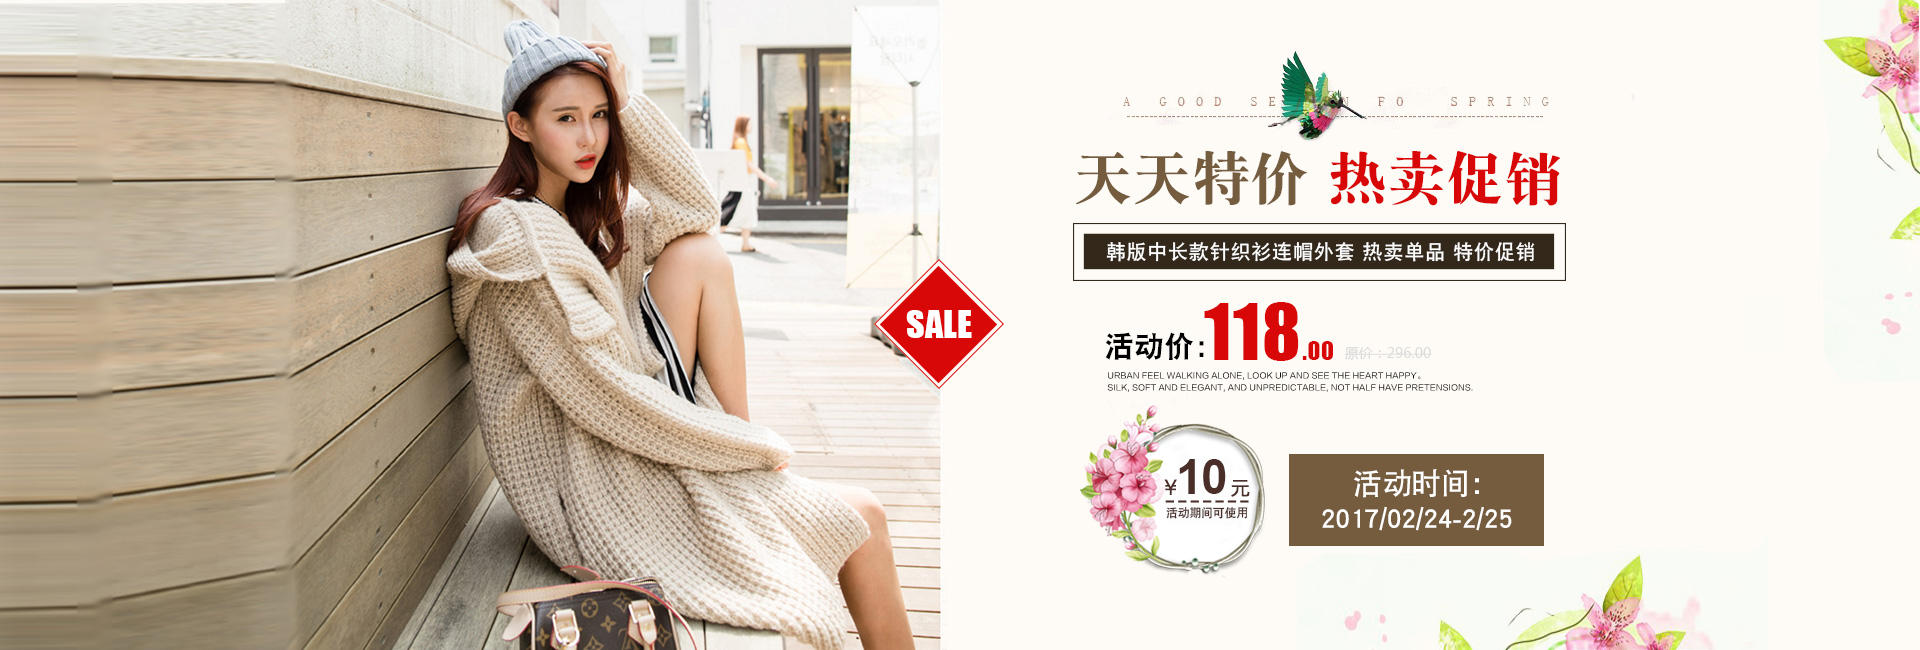 A GOOD SE N FO SPRING
天天特价 热卖促销
韩版中长款针织衫连帽外套 热卖单品 特价促销
SALE
活动价:118.00 原价:296.00
URBAN FEEL WALKING ALONE, LOOK UP AND SEE THE HEART HAPPY。
SILK, SOFT AND ELEGANT, AND UNPREDICTABLE, NOT HALF HAVE PRETENSIONS.
¥10元
活动期间可使用
活动时间:
2017/02/24-2/25